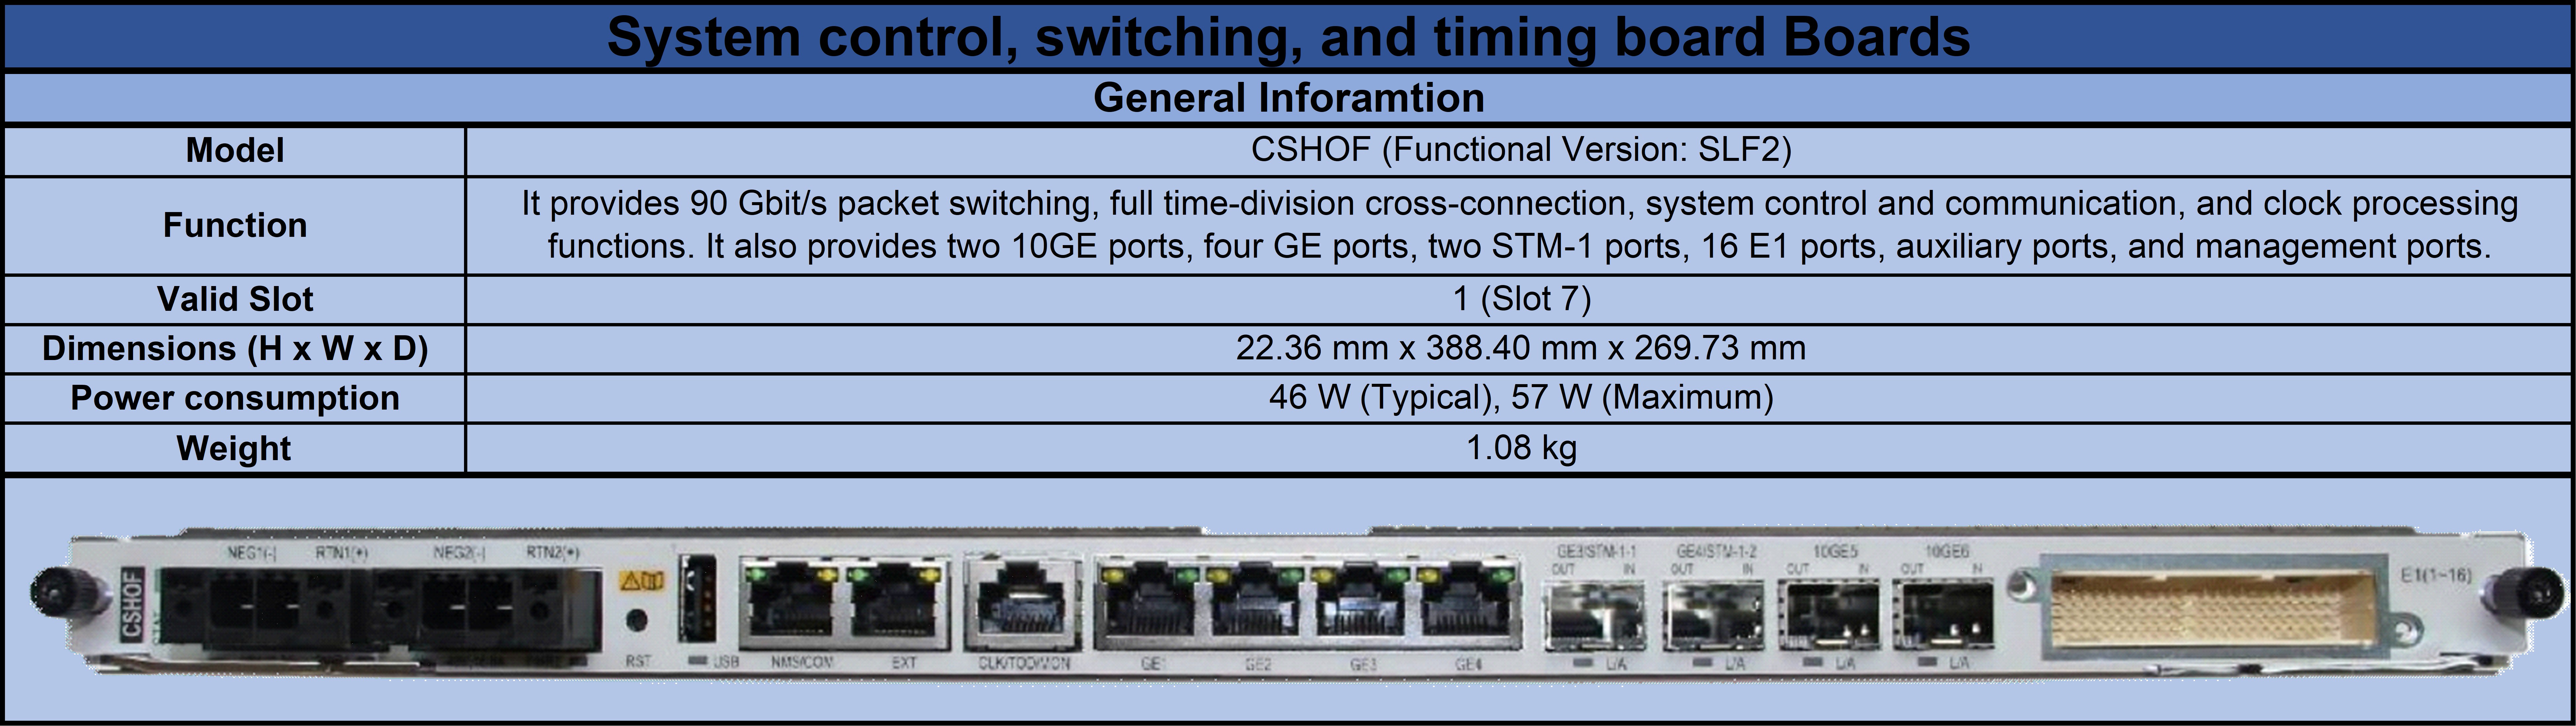 System control, switching, and timing board Boards
General Inforamtion
Model
CSHOF (Functional Version: SLF2)
Function
It provides 90 Gbit/s packet switching, full time-division cross-connection, system control and communication, and clock processing
functions. It also provides two 10GE ports, four GE ports, two STM-1 ports, 16 E1 ports, auxiliary ports, and management ports.
Valid Slot
1 (Slot 7)
Dimensions (H x W x D)
22.36 mm x 388.40 mm x 269.73 mm
Power consumption
46 W (Typical), 57 W (Maximum)
Weight
1.08 kg
NEG1(-) RTN1(+) NEG2(-) RTN2(+)
GE3/STM-1-1 GE4/STM-1-2 10GE5 10GE6
OUT IN OUT IN OUT IN OUT IN
CSHOF
E1(1~16)
RST USB NMS/COM EXT CLK/TOD/MON GE1 GE2 GE3 GE4 L/A L/A L/A L/A